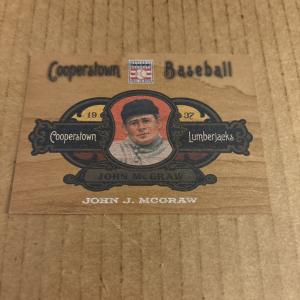 Cooperstown Baseball
19 37
Cooperstown Lumberjacks
JOHN McGRAW
JOHN J. MCGRAW